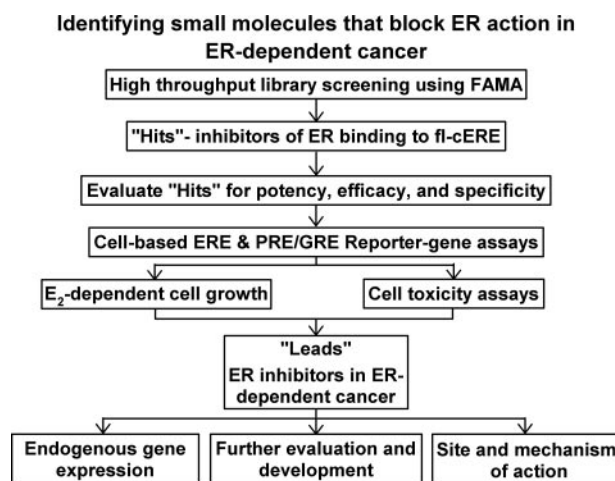 Identifying small molecules that block ER action in
ER-dependent cancer
High throughput library screening using FAMA
"Hits"- inhibitors of ER binding to fl-cERE
Evaluate "Hits" for potency, efficacy, and specificity
Cell-based ERE & PRE/GRE Reporter-gene assays
E₂-dependent cell growth
Cell toxicity assays
"Leads"
ER inhibitors in ER-
dependent cancer
Endogenous gene
expression
Further evaluation and
development
Site and mechanism
of action